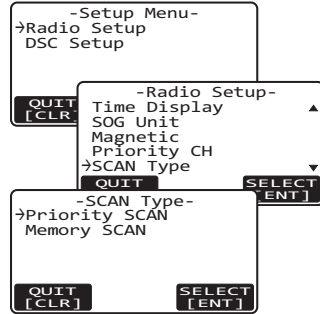 -Setup Menu-
→Radio Setup
DSC Setup
QUIT
[CLR]
-Radio Setup-
Time Display ▲
SOG Unit
Magnetic
Priority CH
→SCAN Type ▼
QUIT SELECT
ENT]
-SCAN Type-
→Priority SCAN
Memory SCAN
QUIT SELECT
[CLR] [ENT]